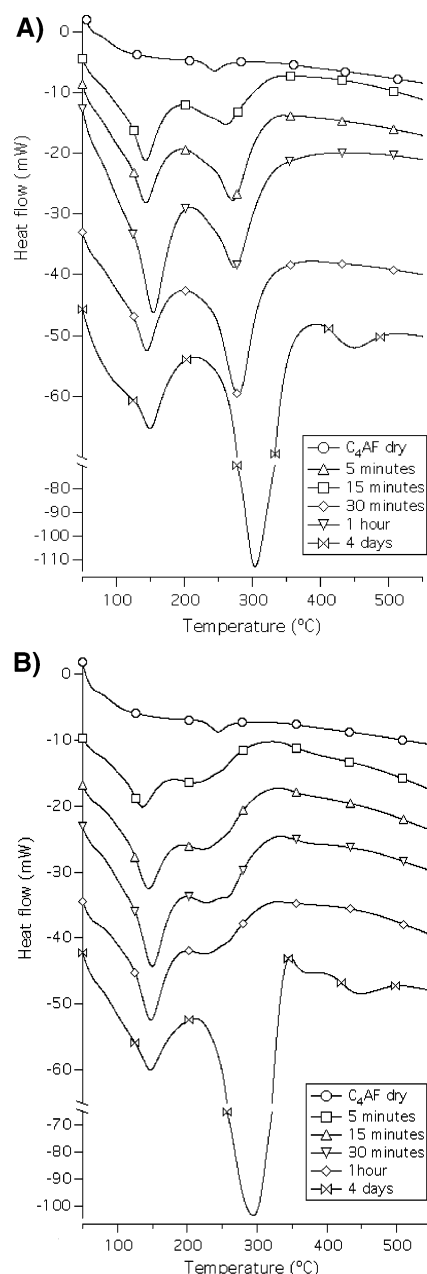 A)
0
-10
-20
-30
-40
-50
-60
-80
-90
-100
-110
Heat flow (mW)
100 200 300 400 500
Temperature (ºC)
C₄AF dry
5 minutes
15 minutes
30 minutes
1 hour
4 days
B)
0
-10
-20
-30
-40
-50
-60
-70
-80
-90
-100
Heat flow (mW)
100 200 300 400 500
Temperature (ºC)
C₄AF dry
5 minutes
15 minutes
30 minutes
1hour
4 days